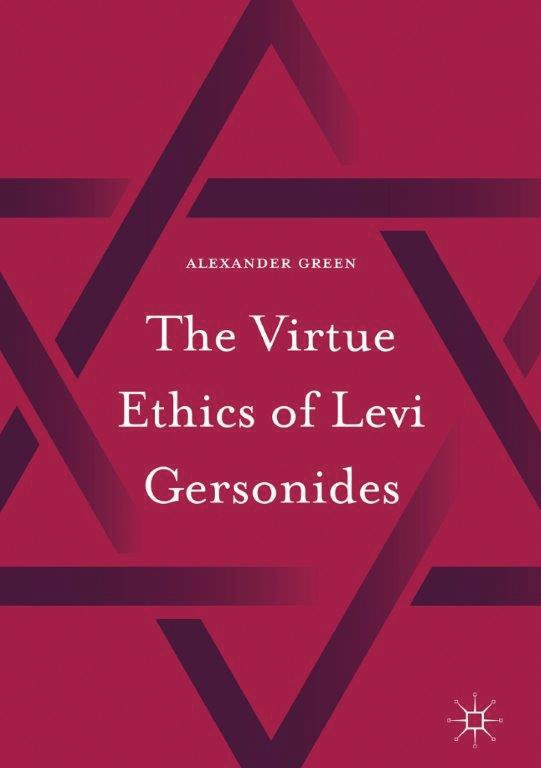 ALEXANDER GREEN
The Virtue
Ethics of Levi
Gersonides